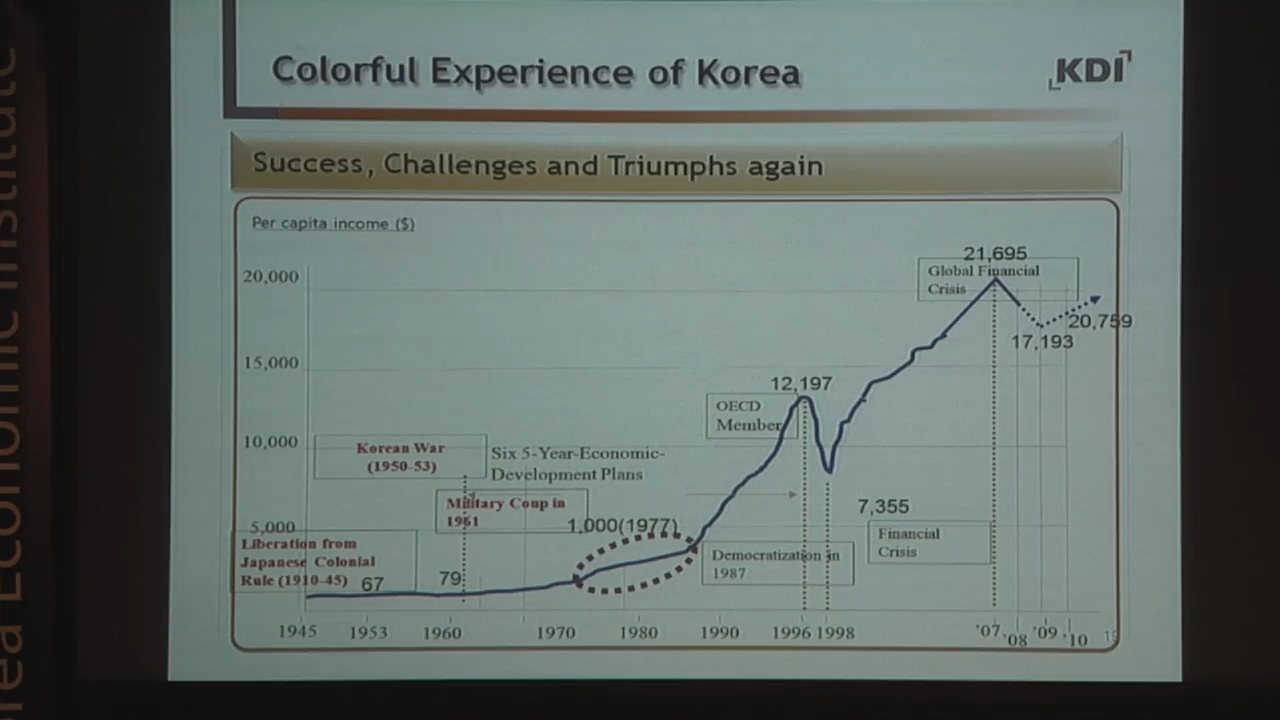 Korea Economic Institute
Colorful Experience of Korea
KDI
Success, Challenges and Triumphs again
Per capita income ($)
20,000
15,000
10,000
5,000
21,695
Global Financial
Crisis
20,759
17,193
12,197
OECD
Member
Korean War
(1950-53)
Six 5-Year-Economic-
Development Plans
Military Coup in
1961
1,000(1977)
7,355
Financial
Crisis
Democratization in
1987
Liberation from
Japanese Colonial
Rule (1910-45)
67
79
1945 1953 1960 1970 1980 1990 1996 1998 '07 '08 '09 '10